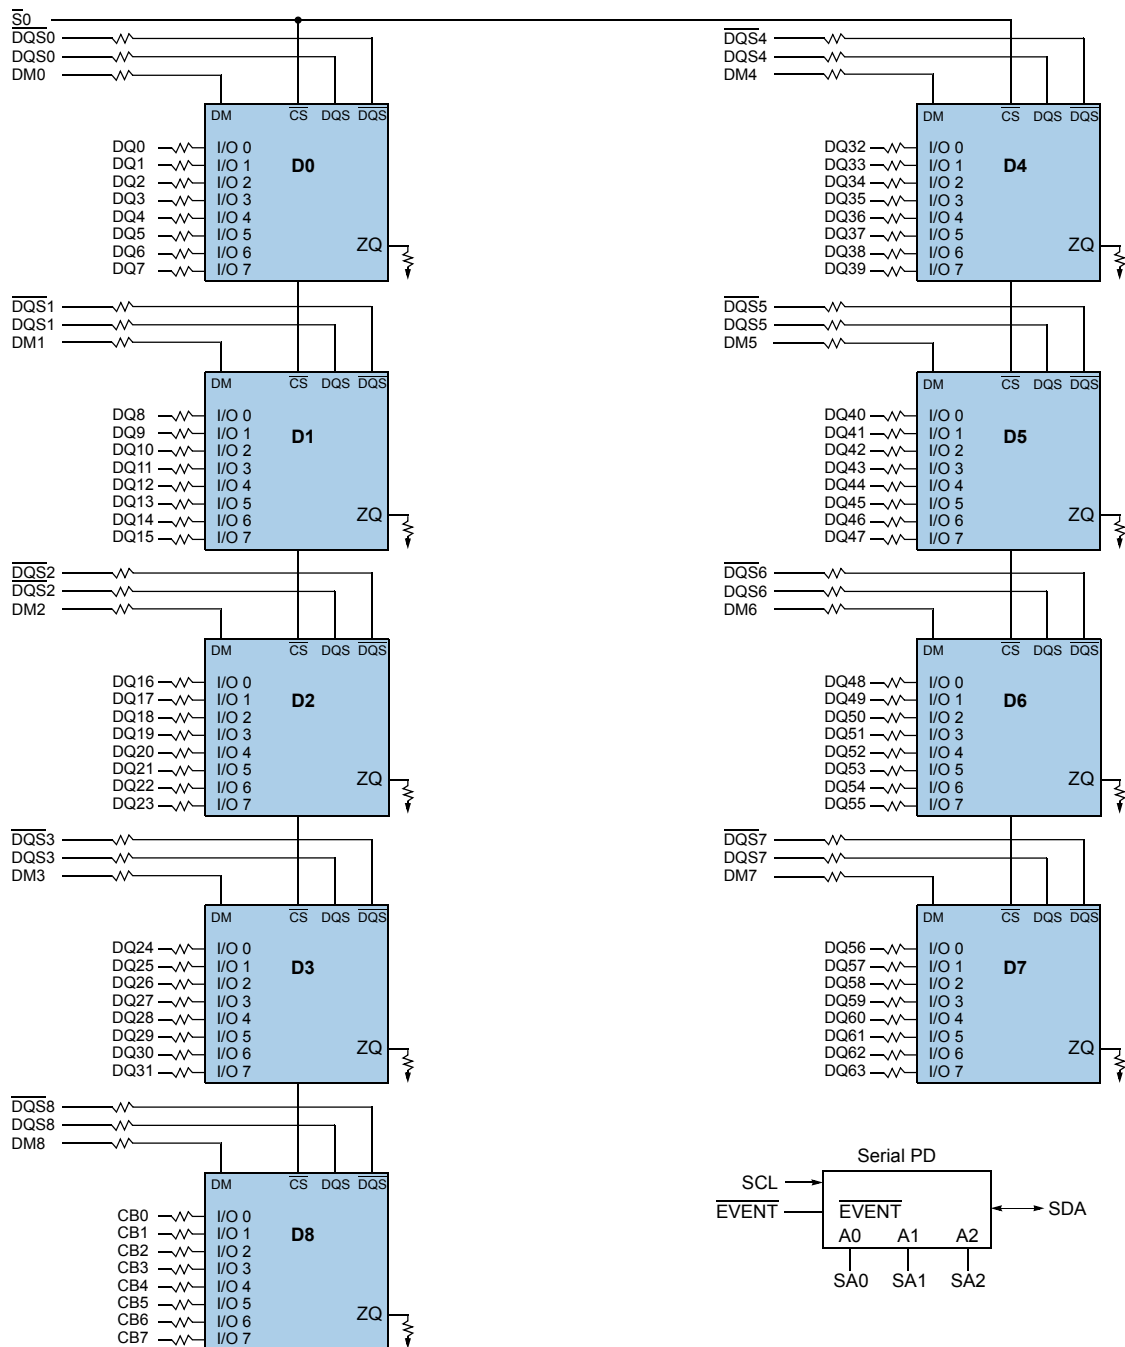 S0
DQS0
DQS0
DM0
DM CS DQS DQS
D0
DQ0 I/O 0
DQ1 I/O 1
DQ2 I/O 2
DQ3 I/O 3
DQ4 I/O 4
DQ5 I/O 5
DQ6 I/O 6
DQ7 I/O 7
ZQ
DQS1
DQS1
DM1
DM CS DQS DQS
D1
DQ8 I/O 0
DQ9 I/O 1
DQ10 I/O 2
DQ11 I/O 3
DQ12 I/O 4
DQ13 I/O 5
DQ14 I/O 6
DQ15 I/O 7
ZQ
DQS2
DQS2
DM2
DM CS DQS DQS
D2
DQ16 I/O 0
DQ17 I/O 1
DQ18 I/O 2
DQ19 I/O 3
DQ20 I/O 4
DQ21 I/O 5
DQ22 I/O 6
DQ23 I/O 7
ZQ
DQS3
DQS3
DM3
DM CS DQS DQS
D3
DQ24 I/O 0
DQ25 I/O 1
DQ26 I/O 2
DQ27 I/O 3
DQ28 I/O 4
DQ29 I/O 5
DQ30 I/O 6
DQ31 I/O 7
ZQ
DQS8
DQS8
DM8
DM CS DQS DQS
D8
CB0 I/O 0
CB1 I/O 1
CB2 I/O 2
CB3 I/O 3
CB4 I/O 4
CB5 I/O 5
CB6 I/O 6
CB7 I/O 7
ZQ
DQS4
DQS4
DM4
DM CS DQS DQS
D4
DQ32 I/O 0
DQ33 I/O 1
DQ34 I/O 2
DQ35 I/O 3
DQ36 I/O 4
DQ37 I/O 5
DQ38 I/O 6
DQ39 I/O 7
ZQ
DQS5
DQS5
DM5
DM CS DQS DQS
D5
DQ40 I/O 0
DQ41 I/O 1
DQ42 I/O 2
DQ43 I/O 3
DQ44 I/O 4
DQ45 I/O 5
DQ46 I/O 6
DQ47 I/O 7
ZQ
DQS6
DQS6
DM6
DM CS DQS DQS
D6
DQ48 I/O 0
DQ49 I/O 1
DQ50 I/O 2
DQ51 I/O 3
DQ52 I/O 4
DQ53 I/O 5
DQ54 I/O 6
DQ55 I/O 7
ZQ
DQS7
DQS7
DM7
DM CS DQS DQS
D7
DQ56 I/O 0
DQ57 I/O 1
DQ58 I/O 2
DQ59 I/O 3
DQ60 I/O 4
DQ61 I/O 5
DQ62 I/O 6
DQ63 I/O 7
ZQ
Serial PD
SCL
EVENT EVENT SDA
A0 A1 A2
SA0 SA1 SA2